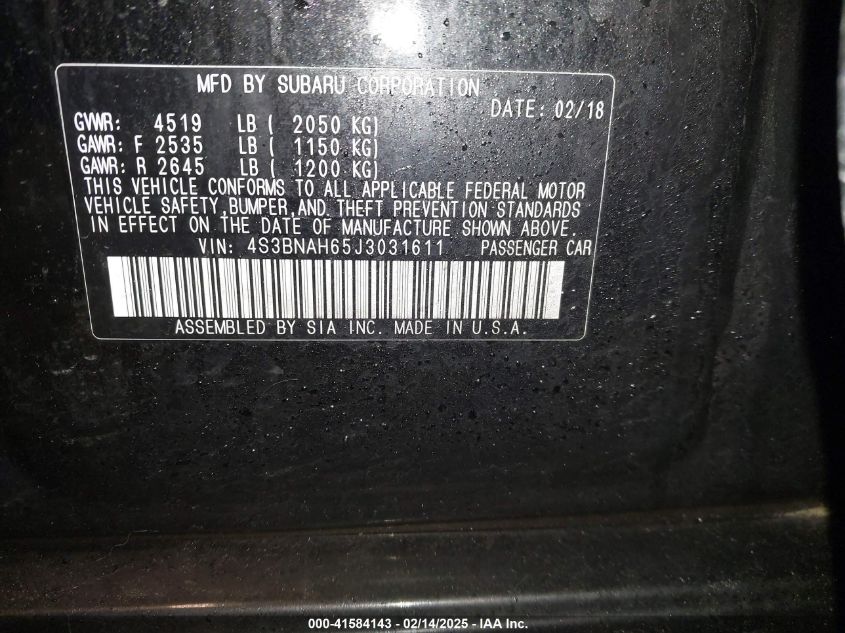 MFD BY SUBARU CORPORATION
DATE: 02/18
GVWR: 4519 LB ( 2050 KG)
GAWR: F 2535 LB ( 1150 KG)
GAWR: R 2645 LB ( 1200 KG)
THIS VEHICLE CONFORMS TO ALL APPLICABLE FEDERAL MOTOR
VEHICLE SAFETY,BUMPER,AND THEFT PREVENTION STANDARDS
IN EFFECT ON THE DATE OF MANUFACTURE SHOWN ABOVE.
VIN: 4S3BNAH65J3031611 PASSENGER CAR
ASSEMBLED BY SIA INC. MADE IN U.S.A.
000-41584143 - 02/14/2025 - IAA Inc.